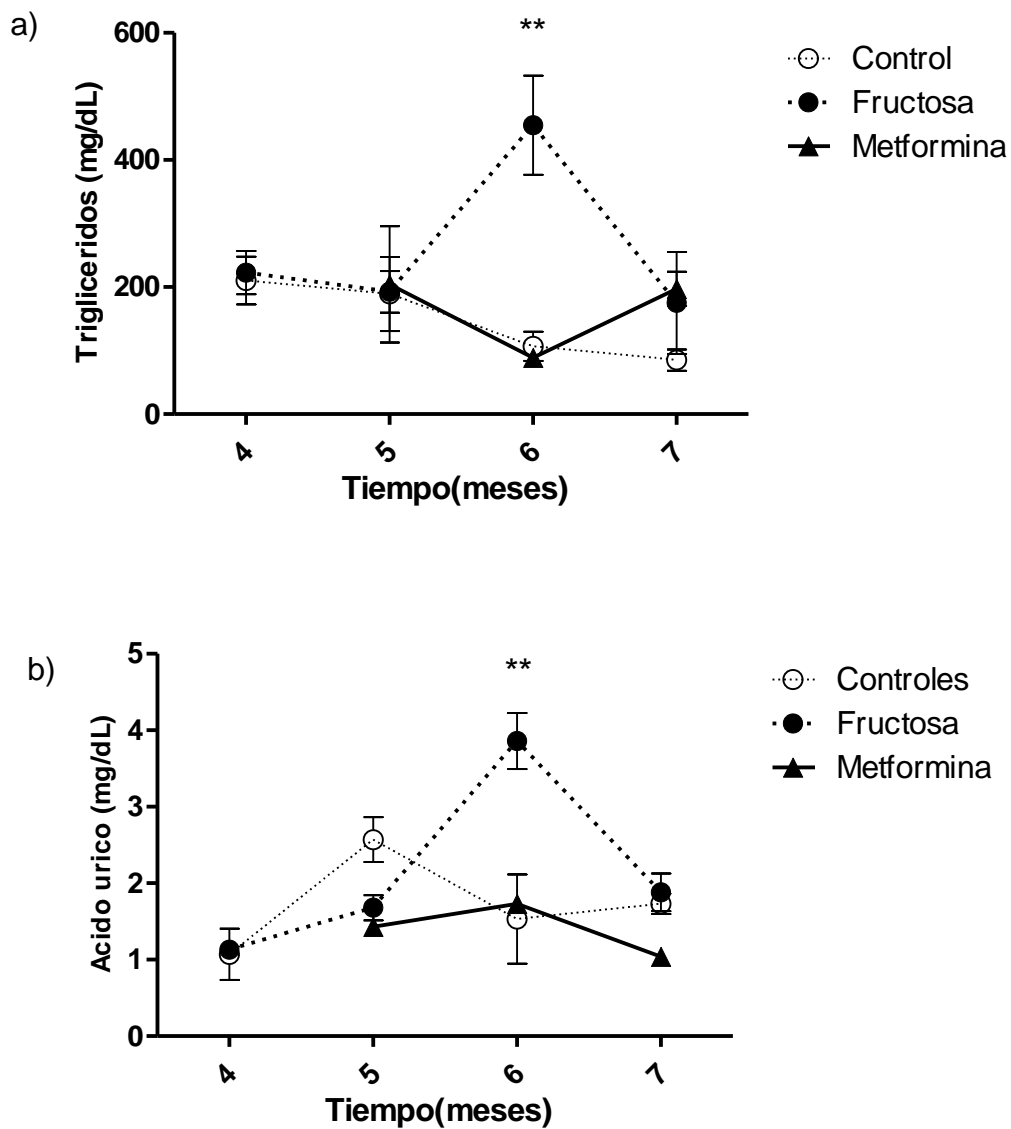 a)
**
600
400
200
0
Trigliceridos (mg/dL)
4
5
6
7
Tiempo(meses)
Control
Fructosa
Metformina
b)
**
5
4
3
2
1
0
Acido urico (mg/dL)
4
5
6
7
Tiempo(meses)
Controles
Fructosa
Metformina